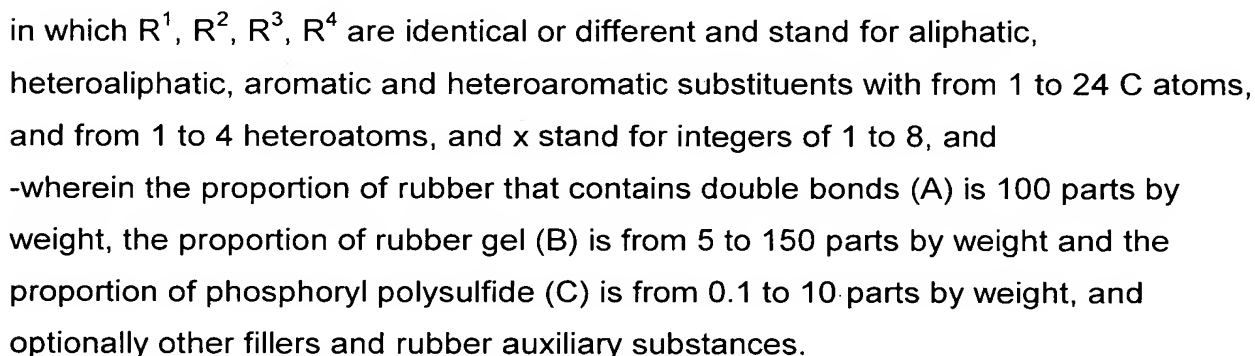 in which R¹, R², R³, R⁴ are identical or different and stand for aliphatic,
heteroaliphatic, aromatic and heteroaromatic substituents with from 1 to 24 C atoms,
and from 1 to 4 heteroatoms, and x stand for integers of 1 to 8, and
-wherein the proportion of rubber that contains double bonds (A) is 100 parts by
weight, the proportion of rubber gel (B) is from 5 to 150 parts by weight and the
proportion of phosphoryl polysulfide (C) is from 0.1 to 10 parts by weight, and
optionally other fillers and rubber auxiliary substances.